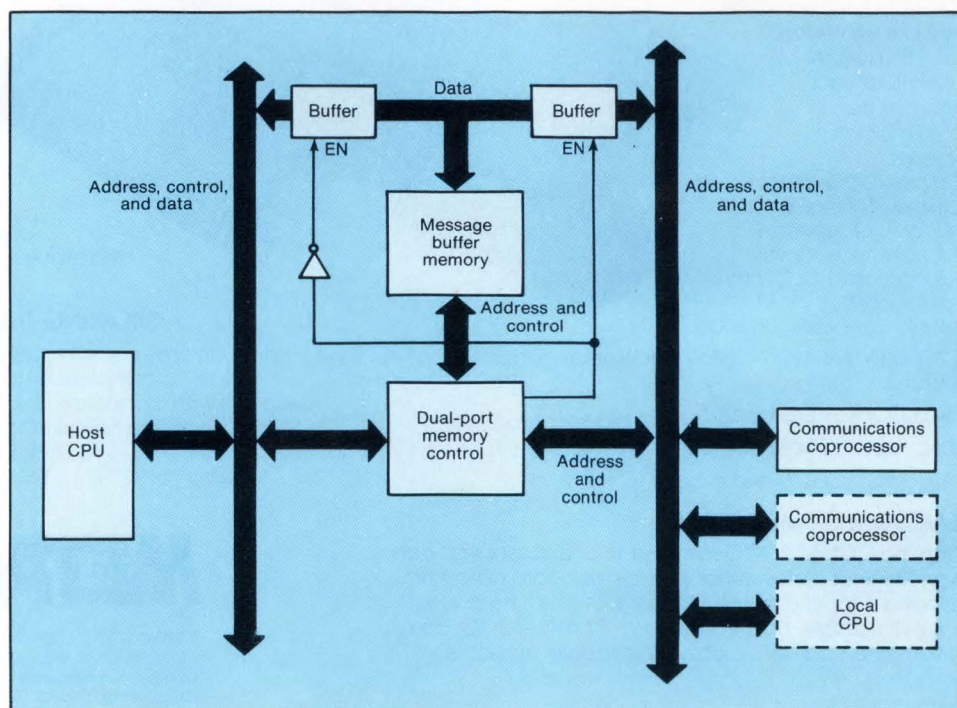 Data
Buffer
Buffer
EN
EN
Address, control,
and data
Address, control,
and data
Message
buffer
memory
Address and
control
Host
CPU
Dual-port
memory
control
Address
and
control
Communications
coprocessor
Communications
coprocessor
Local
CPU